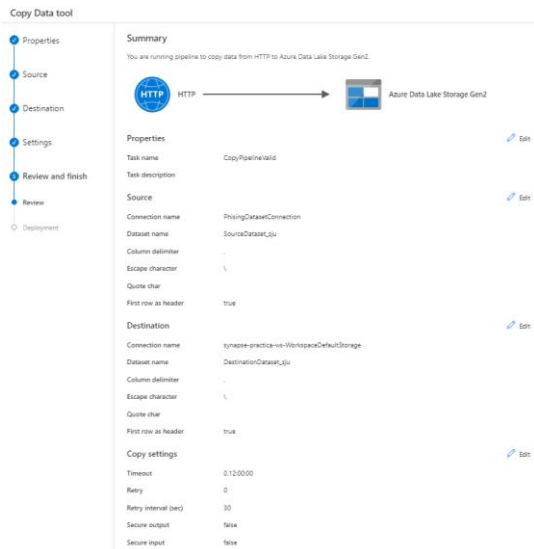 Copy Data tool
Properties
Source
Destination
Settings
Review and finish
Review
Deployment
Summary
You are running pipeline to copy data from HTTP to Azure Data Lake Storage Gen2.
HTTP HTTP Azure Data Lake Storage Gen2
Properties Edit
Task name CopyPipelineValid
Task description
Source Edit
Connection name PhisingDatasetConnection
Dataset name SourceDataset_sju
Column delimiter ,
Escape character \
Quote char
First row as header true
Destination Edit
Connection name synapse-practica-ws-WorkspaceDefaultStorage
Dataset name DestinationDataset_sju
Column delimiter ,
Escape character \
Quote char
First row as header true
Copy settings Edit
Timeout 0.12:00:00
Retry 0
Retry interval (sec) 30
Secure output false
Secure input false